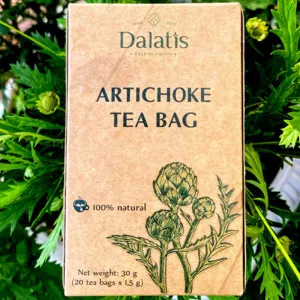 Dalatis
ARTICHOKE
TEA BAG
100% natural
Net weight: 30 g
(20 tea bags x 1,5 g)